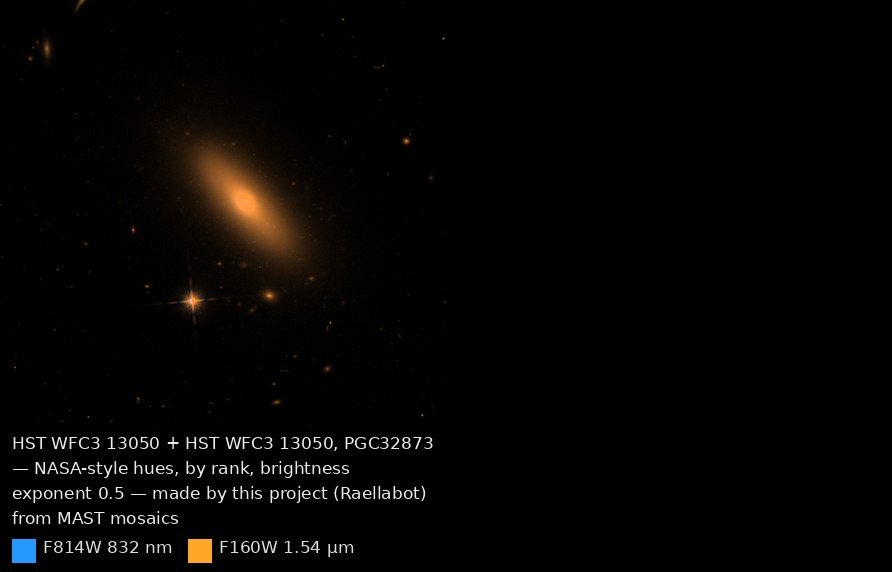 HST WFC3 13050 + HST WFC3 13050, PGC32873
— NASA-style hues, by rank, brightness
exponent 0.5 — made by this project (Raellabot)
from MAST mosaics
F814W 832 nm F160W 1.54 µm